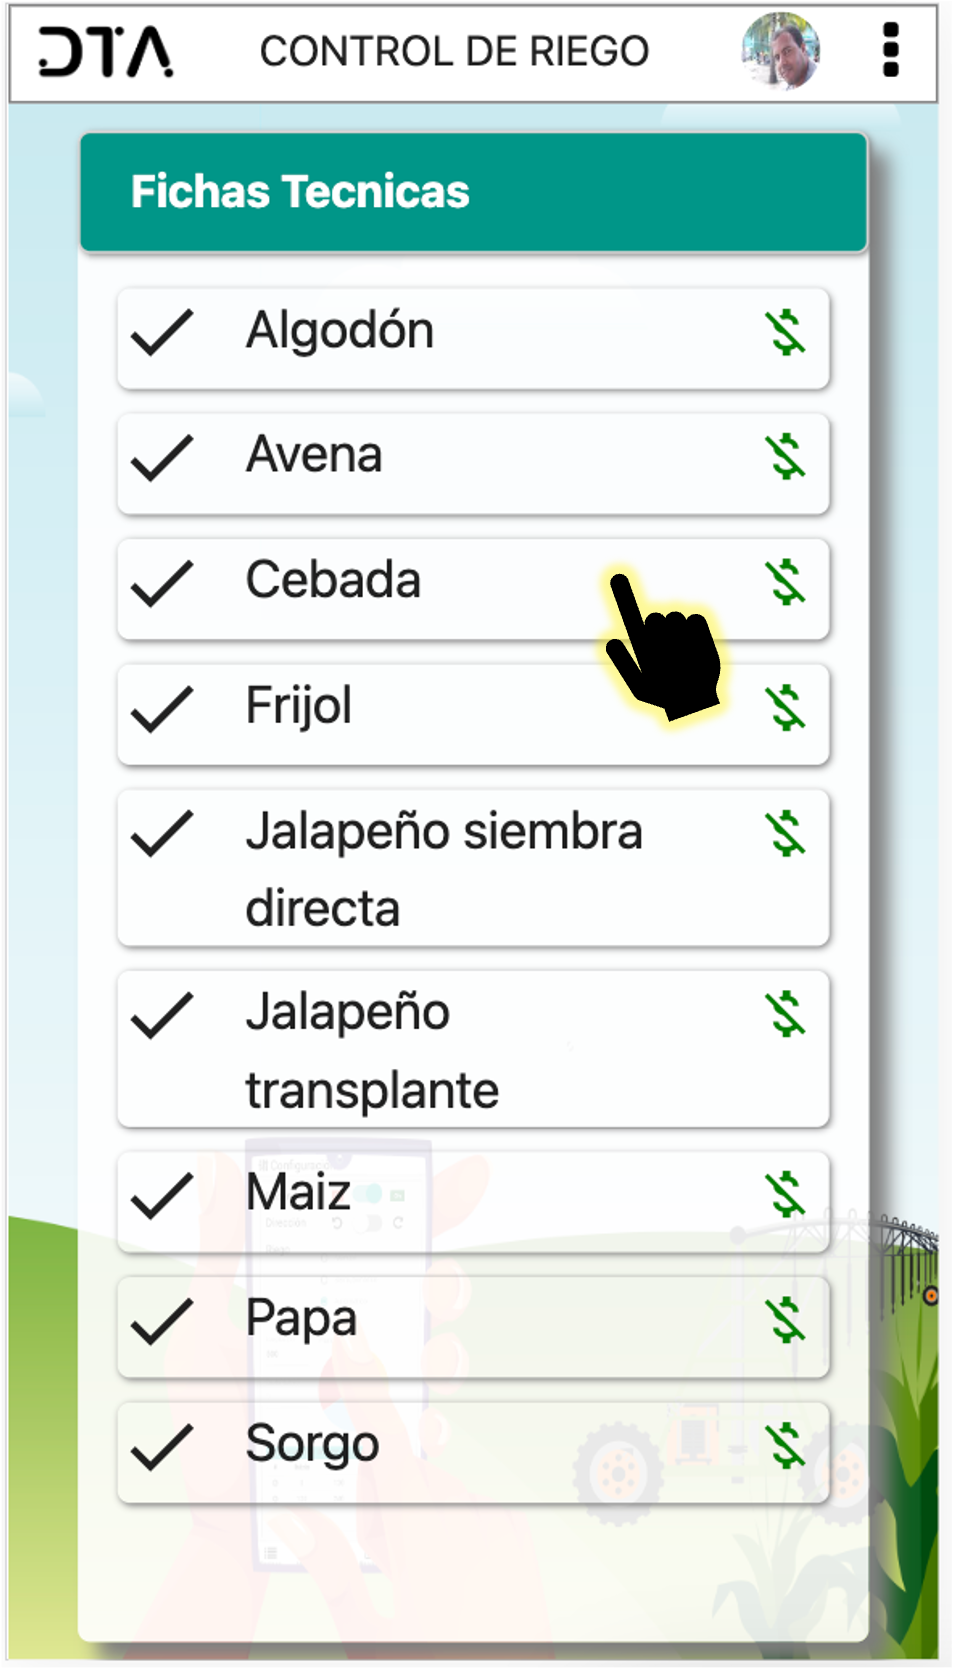 DTA
CONTROL DE RIEGO
Fichas Tecnicas
Algodón
Avena
Cebada
Frijol
Jalapeño siembra
directa
Jalapeño
transplante
Maiz
Papa
Sorgo